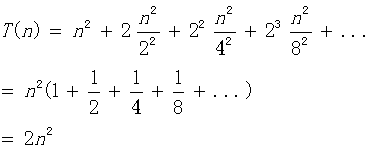 T(n) = n² + 2 n²/2² + 2² n²/4² + 2³ n²/8² + ...
= n²(1 + 1/2 + 1/4 + 1/8 + ...)
= 2n²